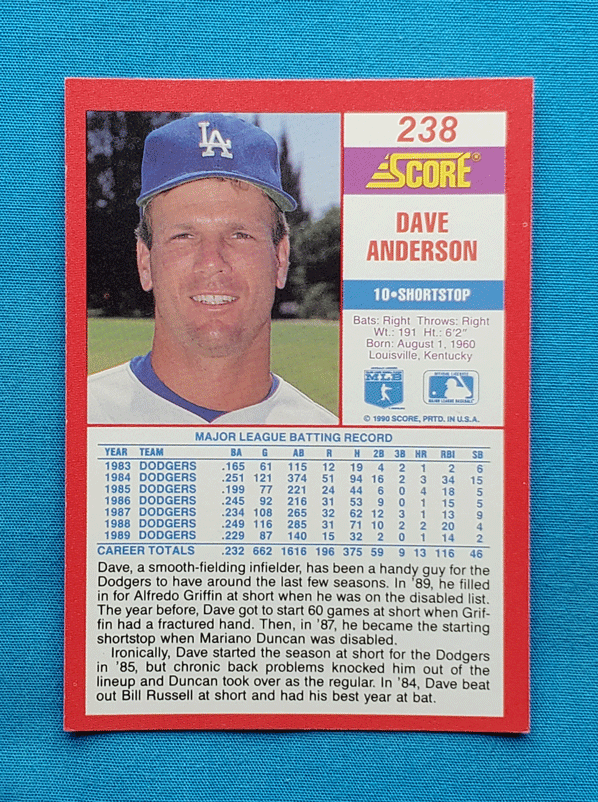 LA
238
SCORE®
DAVE
ANDERSON
10•SHORTSTOP
Bats: Right Throws: Right
Wt.: 191 Ht.: 6'2"
Born: August 1, 1960
Louisville, Kentucky
MLB
MAJOR LEAGUE BASEBALL
© 1990 SCORE, PRTD. IN U.S.A.
MAJOR LEAGUE BATTING RECORD
YEAR TEAM BA G AB R H 2B 3B HR RBI SB
1983 DODGERS .165 61 115 12 19 4 2 1 2 6
1984 DODGERS .251 121 374 51 94 16 2 3 34 15
1985 DODGERS .199 77 221 24 44 6 0 4 18 5
1986 DODGERS .245 92 216 31 53 9 0 1 15 5
1987 DODGERS .234 108 265 32 62 12 3 1 13 9
1988 DODGERS .249 116 285 31 71 10 2 2 20 4
1989 DODGERS .229 87 140 15 32 2 0 1 14 2
CAREER TOTALS .232 662 1616 196 375 59 9 13 116 46
Dave, a smooth-fielding infielder, has been a handy guy for the
Dodgers to have around the last few seasons. In '89, he filled
in for Alfredo Griffin at short when he was on the disabled list.
The year before, Dave got to start 60 games at short when Grif-
fin had a fractured hand. Then, in '87, he became the starting
shortstop when Mariano Duncan was disabled.
Ironically, Dave started the season at short for the Dodgers
in '85, but chronic back problems knocked him out of the
lineup and Duncan took over as the regular. In '84, Dave beat
out Bill Russell at short and had his best year at bat.